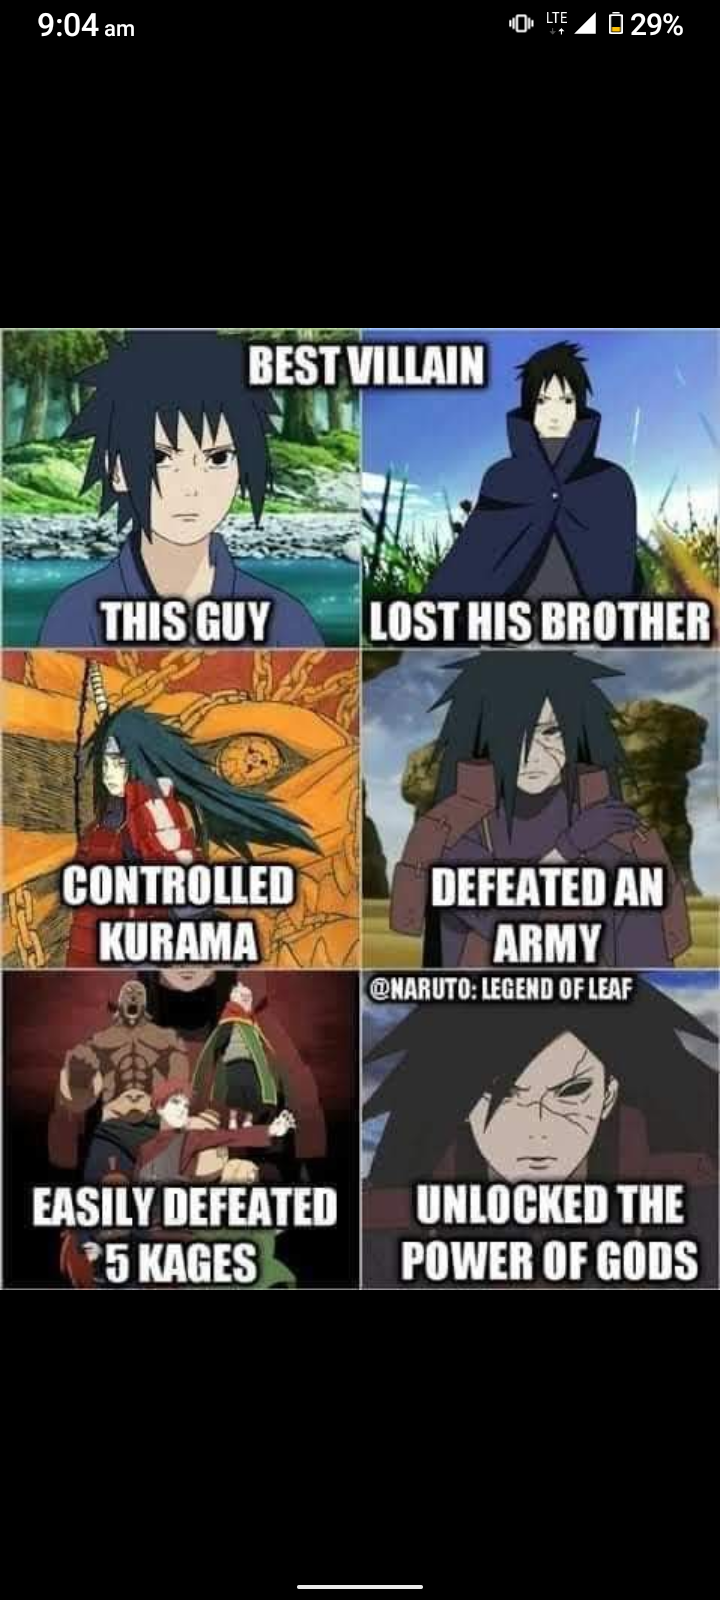 9:04 am
LTE
29%
BEST VILLAIN
THIS GUY
LOST HIS BROTHER
CONTROLLED
KURAMA
DEFEATED AN
ARMY
EASILY DEFEATED
5 KAGES
@NARUTO: LEGEND OF LEAF
UNLOCKED THE
POWER OF GODS